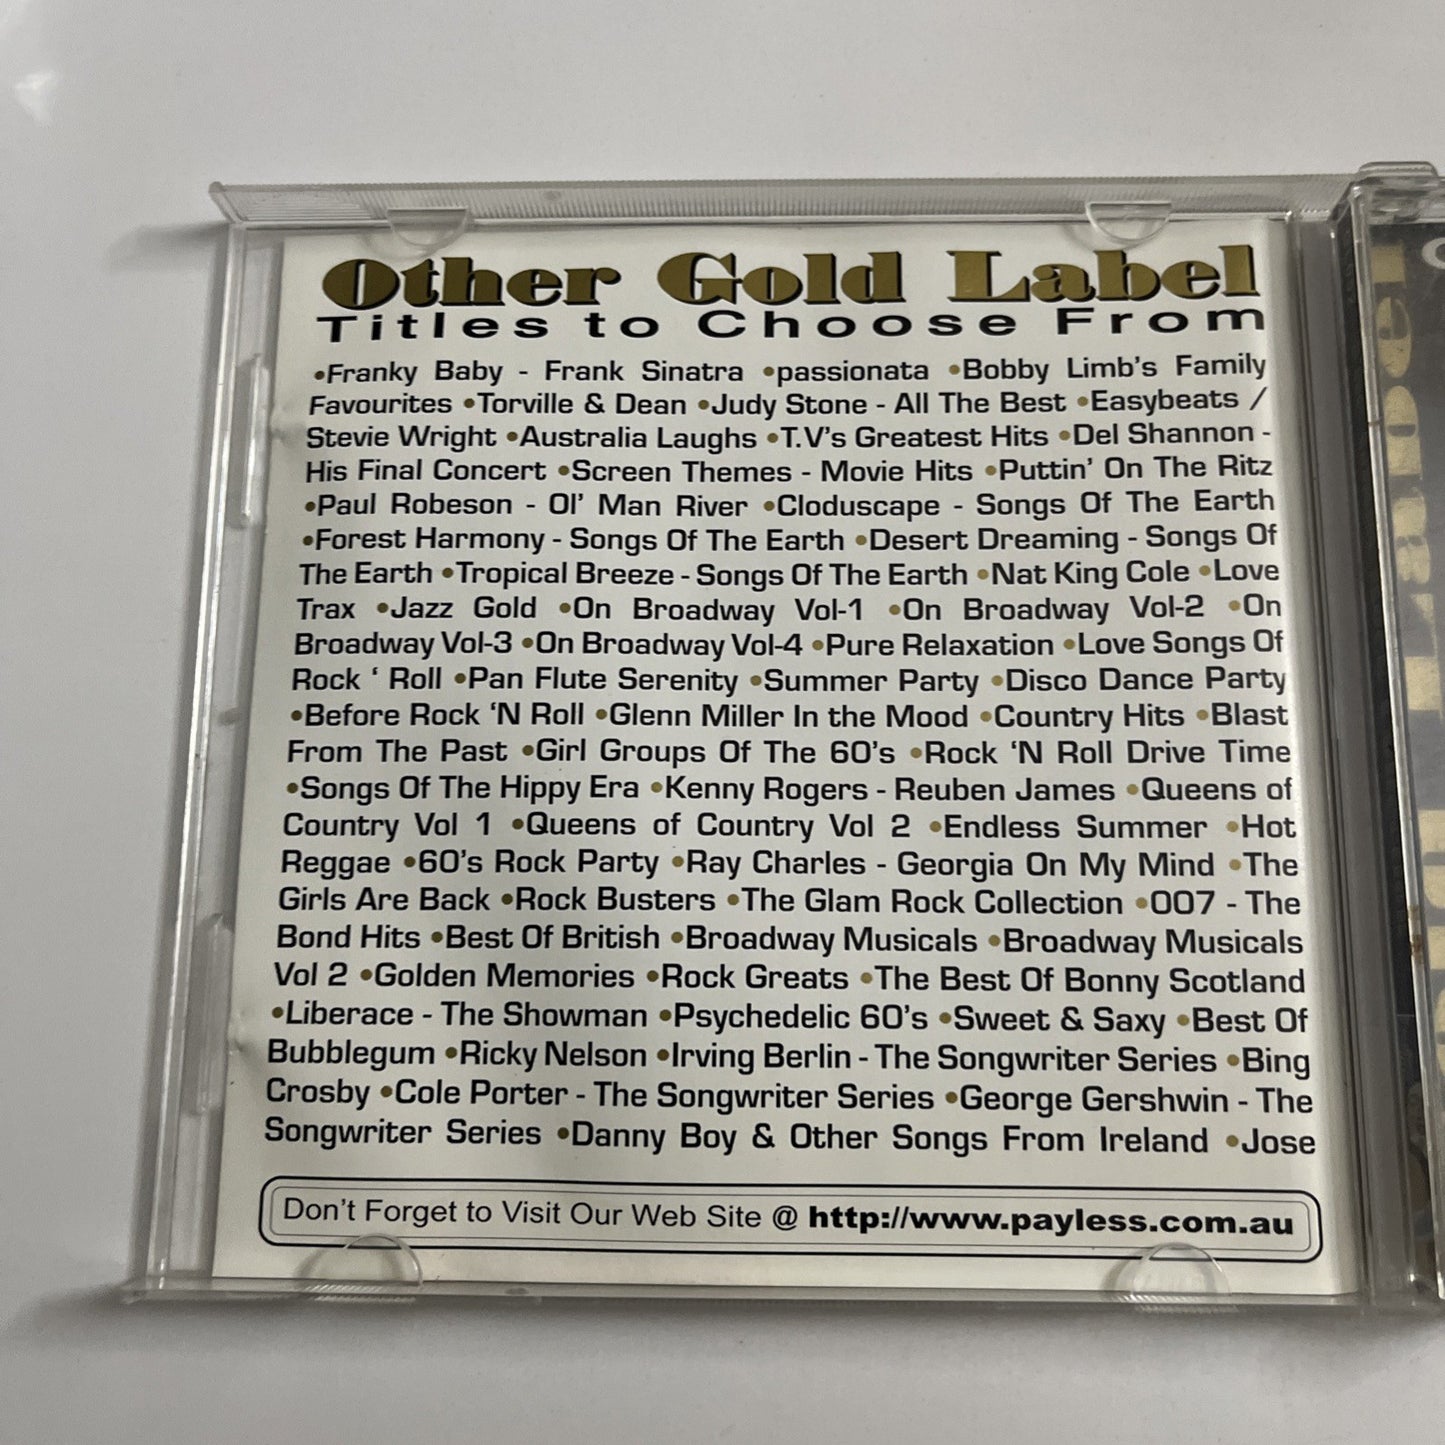 Other Gold Label
Titles to Choose From
•Franky Baby - Frank Sinatra •passionata •Bobby Limb's Family
Favourites •Torville & Dean •Judy Stone - All The Best •Easybeats /
Stevie Wright •Australia Laughs •T.V's Greatest Hits •Del Shannon -
His Final Concert •Screen Themes - Movie Hits •Puttin' On The Ritz
•Paul Robeson - Ol' Man River •Cloduscape - Songs Of The Earth
•Forest Harmony - Songs Of The Earth •Desert Dreaming - Songs Of
The Earth •Tropical Breeze - Songs Of The Earth •Nat King Cole •Love
Trax •Jazz Gold •On Broadway Vol-1 •On Broadway Vol-2 •On
Broadway Vol-3 •On Broadway Vol-4 •Pure Relaxation •Love Songs Of
Rock ‘ Roll •Pan Flute Serenity •Summer Party •Disco Dance Party
•Before Rock ‘N Roll •Glenn Miller In the Mood •Country Hits •Blast
From The Past •Girl Groups Of The 60's •Rock ‘N Roll Drive Time
•Songs Of The Hippy Era •Kenny Rogers - Reuben James •Queens of
Country Vol 1 •Queens of Country Vol 2 •Endless Summer •Hot
Reggae •60's Rock Party •Ray Charles - Georgia On My Mind •The
Girls Are Back •Rock Busters •The Glam Rock Collection •007 - The
Bond Hits •Best Of British •Broadway Musicals •Broadway Musicals
Vol 2 •Golden Memories •Rock Greats •The Best Of Bonny Scotland
•Liberace - The Showman •Psychedelic 60's •Sweet & Saxy •Best Of
Bubblegum •Ricky Nelson •Irving Berlin - The Songwriter Series •Bing
Crosby •Cole Porter - The Songwriter Series •George Gershwin - The
Songwriter Series •Danny Boy & Other Songs From Ireland •Jose
Don't Forget to Visit Our Web Site @ http://www.payless.com.au